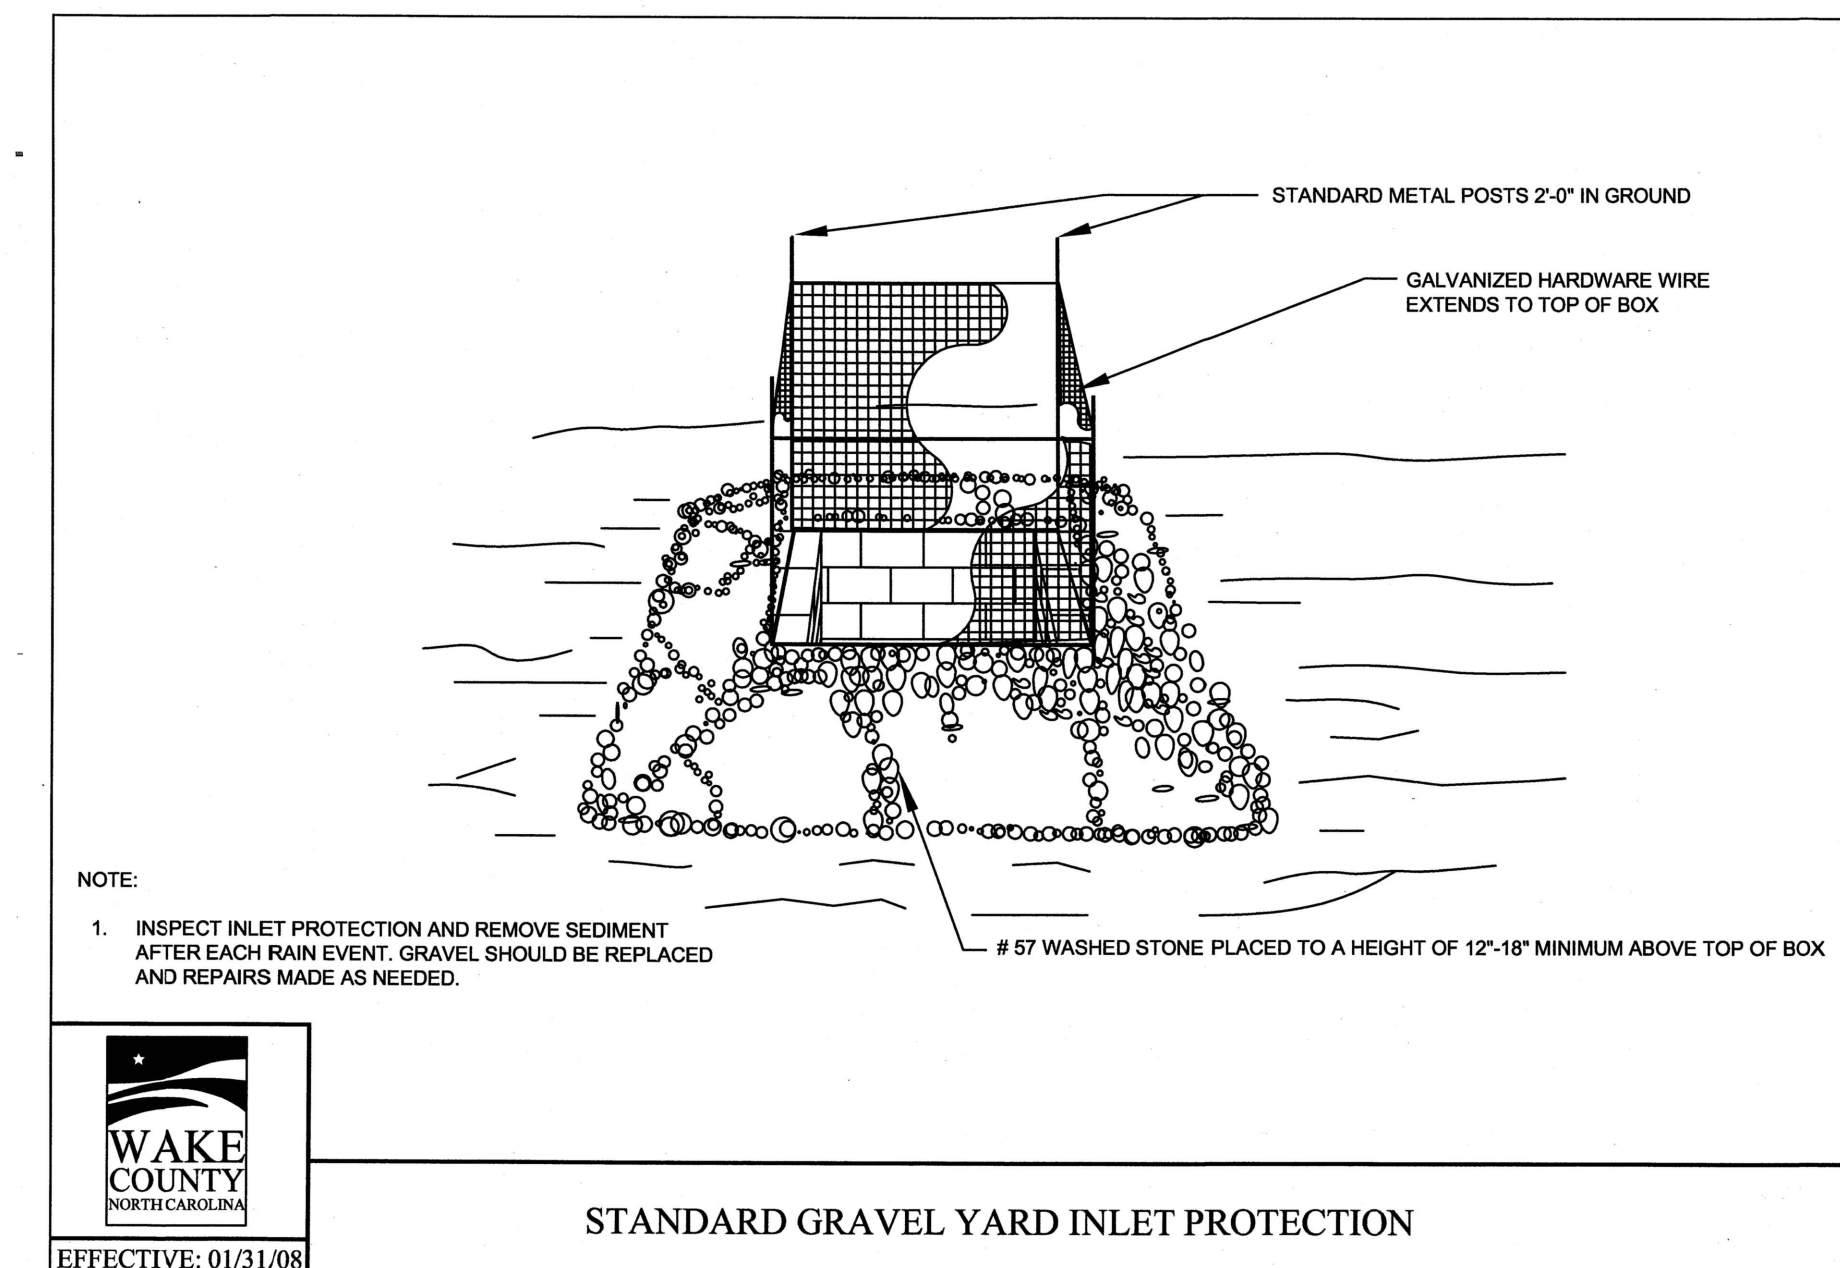 STANDARD METAL POSTS 2'-0" IN GROUND
GALVANIZED HARDWARE WIRE
EXTENDS TO TOP OF BOX
NOTE:
1. INSPECT INLET PROTECTION AND REMOVE SEDIMENT
AFTER EACH RAIN EVENT. GRAVEL SHOULD BE REPLACED
AND REPAIRS MADE AS NEEDED.
# 57 WASHED STONE PLACED TO A HEIGHT OF 12"-18" MINIMUM ABOVE TOP OF BOX
WAKE
COUNTY
NORTH CAROLINA
STANDARD GRAVEL YARD INLET PROTECTION
EFFECTIVE: 01/31/08